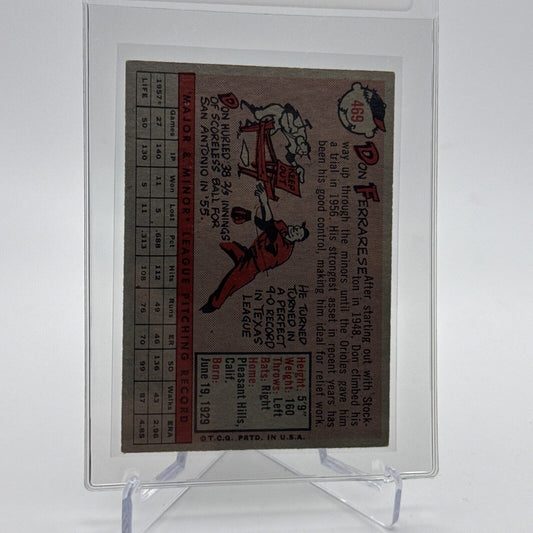 469
DON FERRARESE
After starting out with Stock-
ton in 1948, Don climbed his
way up through the minors until the Orioles gave him
a trial in 1956. His strongest asset in recent years has
been his good control, making him ideal for relief work.
KEEP OUT
DON HURLED 38 2/3 INNINGS
OF SCORELESS BALL FOR
SAN ANTONIO IN '55.
HE TURNED
TURNED IN
A PERFECT
9-0 RECORD
IN TEXAS
LEAGUE
Height: 5'9"
Weight: 160
Throws: Left
Bats: Right
Home:
Pleasant Hills,
Calif.
Born:
June 19, 1929
MAJOR & MINOR LEAGUE PITCHING RECORD
Games IP Won Lost Pct Hits Runs ER SO Walks ERA
1957* 27 140 11 5 .688 112 49 46 136 43 2.96
LIFE 50 130 5 11 .313 108 76 70 99 87 4.85
© T.C.G. PRTD. IN U.S.A.